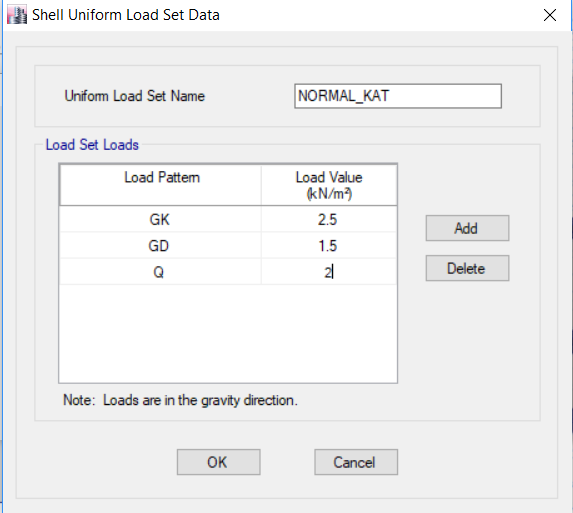 Shell Uniform Load Set Data
Uniform Load Set Name NORMAL_KAT
Load Set Loads
Load Pattern Load Value (kN/m²)
GK 2.5
GD 1.5
Q 2
Add
Delete
Note: Loads are in the gravity direction.
OK Cancel